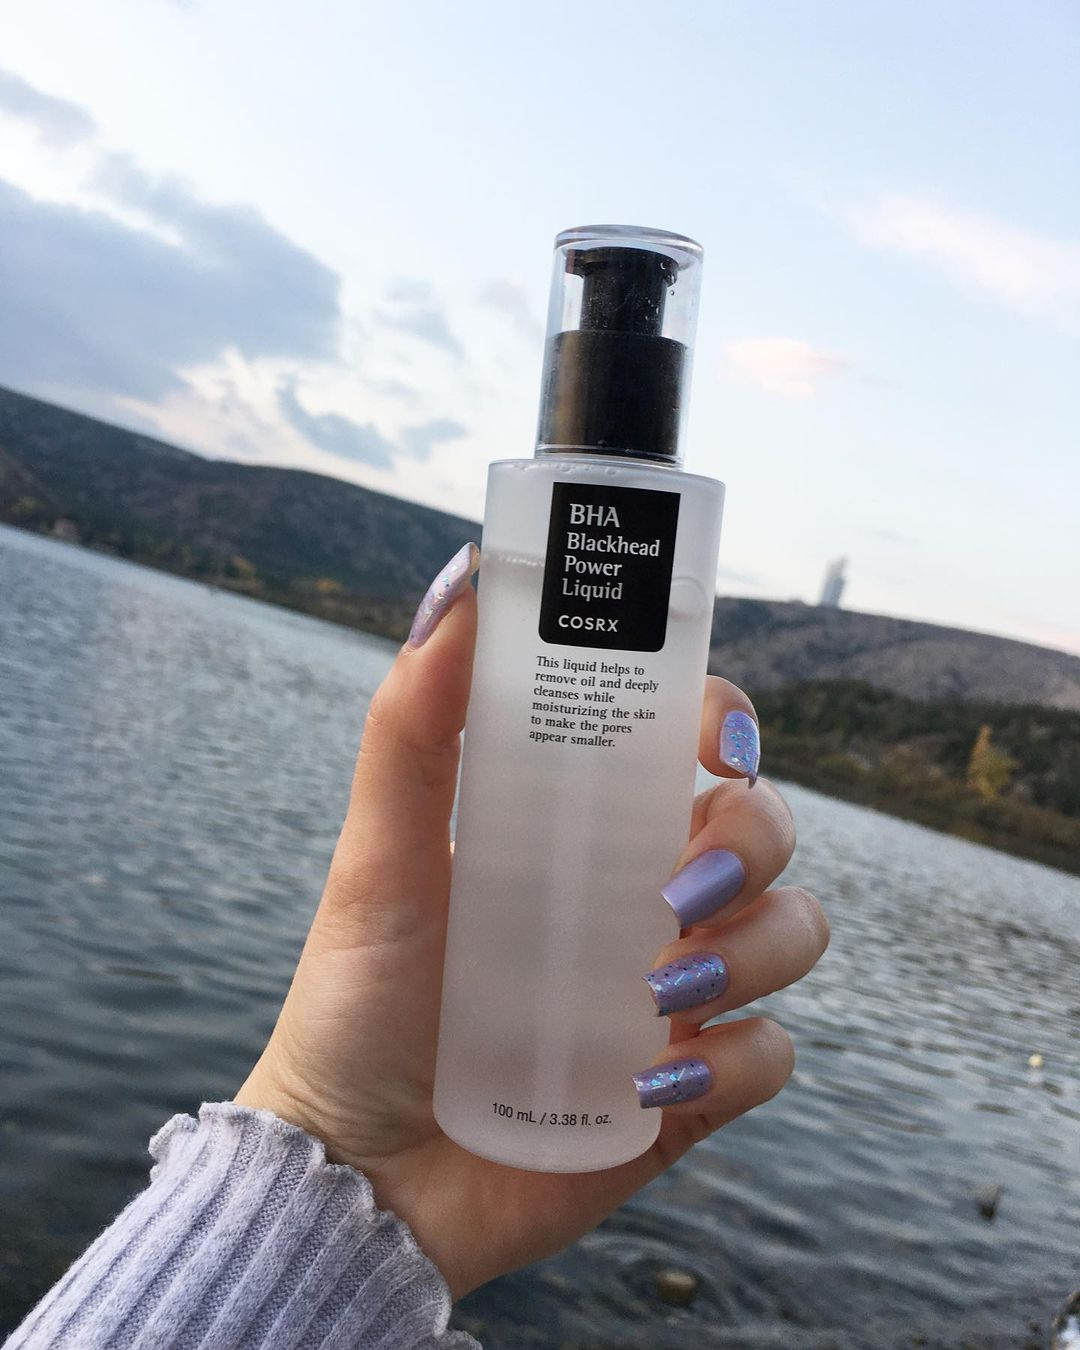 BHA
Blackhead
Power
Liquid
COSRX
This liquid helps to
remove oil and deeply
cleanses while
moisturizing the skin
to make the pores
appear smaller.
100 mL / 3.38 fl. oz.